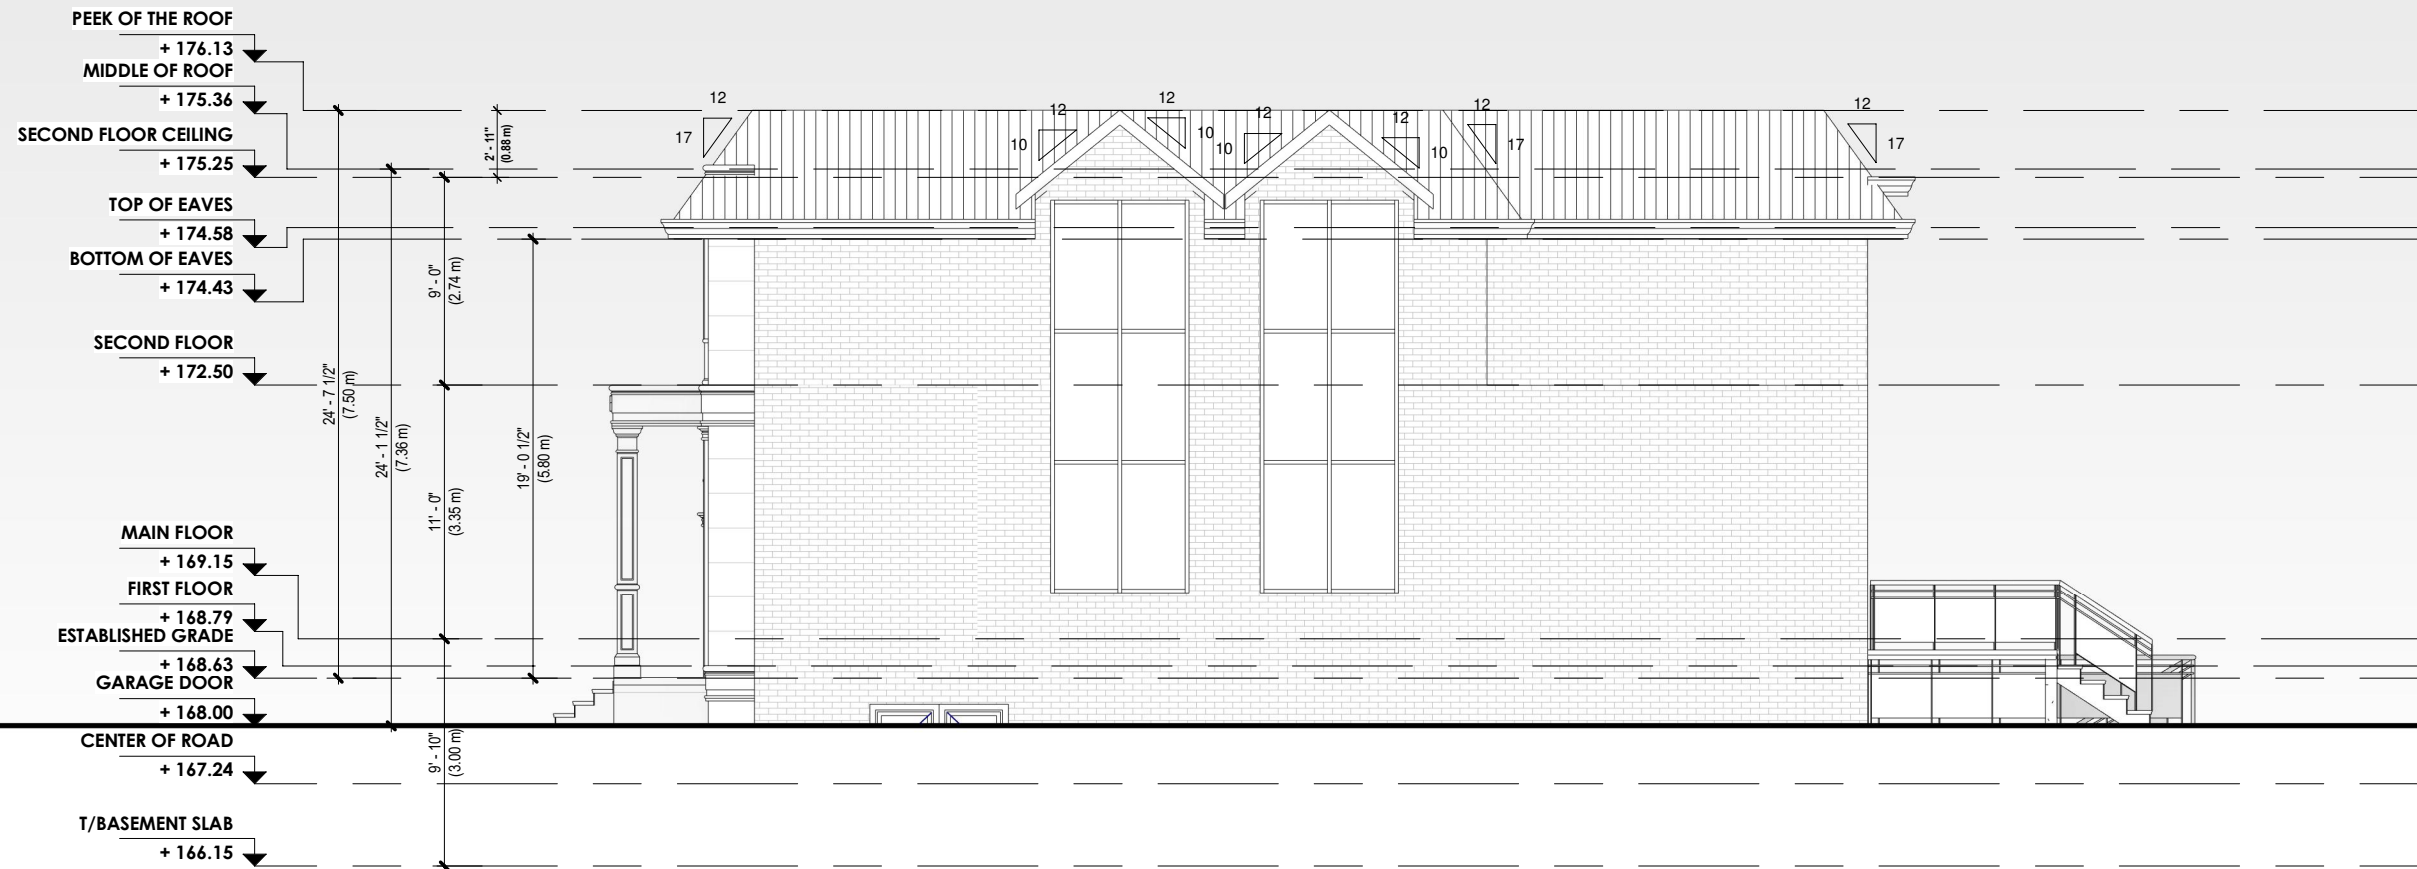 PEEK OF THE ROOF
+ 176.13
MIDDLE OF ROOF
+ 175.36
SECOND FLOOR CEILING
+ 175.25
TOP OF EAVES
+ 174.58
BOTTOM OF EAVES
+ 174.43
SECOND FLOOR
+ 172.50
MAIN FLOOR
+ 169.15
FIRST FLOOR
+ 168.79
ESTABLISHED GRADE
+ 168.63
GARAGE DOOR
+ 168.00
CENTER OF ROAD
+ 167.24
T/BASEMENT SLAB
+ 166.15
24' - 7 1/2"
(7.50 m)
24' - 1 1/2"
(7.36 m)
9' - 0"
(2.74 m)
11' - 0"
(3.35 m)
9' - 10"
(3.00 m)
2' - 11"
(0.88 m)
19' - 0 1/2"
(5.80 m)
12
17
12
10
12
10
12
10
12
10
12
17
12
17